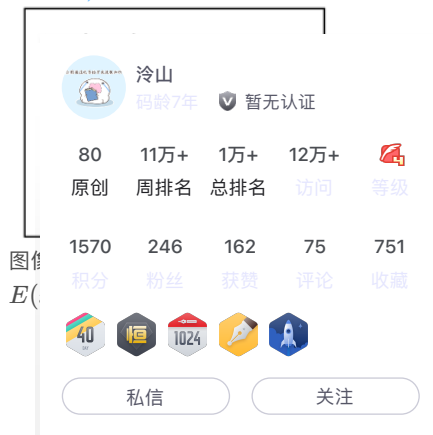 泠山
码龄7年 暂无认证
80 11万+ 1万+ 12万+ 4
原创 周排名 总排名 访问 等级
1570 246 162 75 751
积分 粉丝 获赞 评论 收藏
图像
E(
40 恒 1024
私信 关注